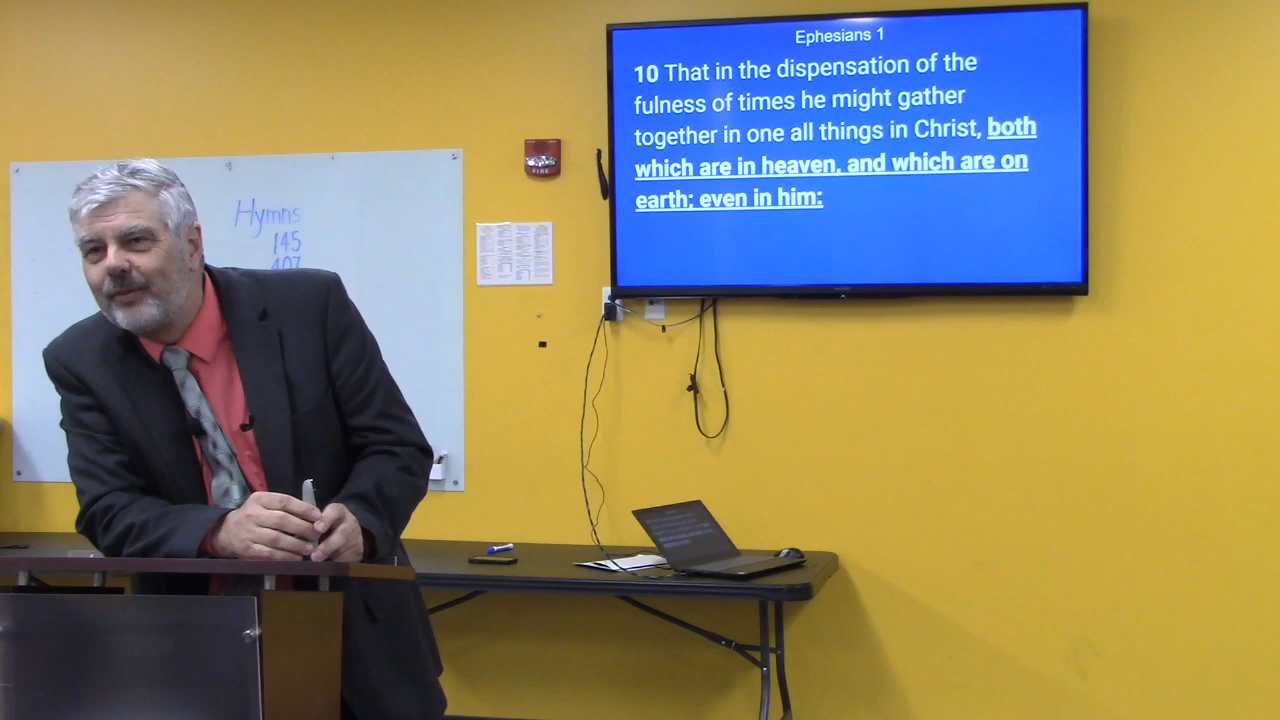 Ephesians 1
10 That in the dispensation of the
fulness of times he might gather
together in one all things in Christ, both
which are in heaven, and which are on
earth; even in him:
Hymns
145
407
FIRE